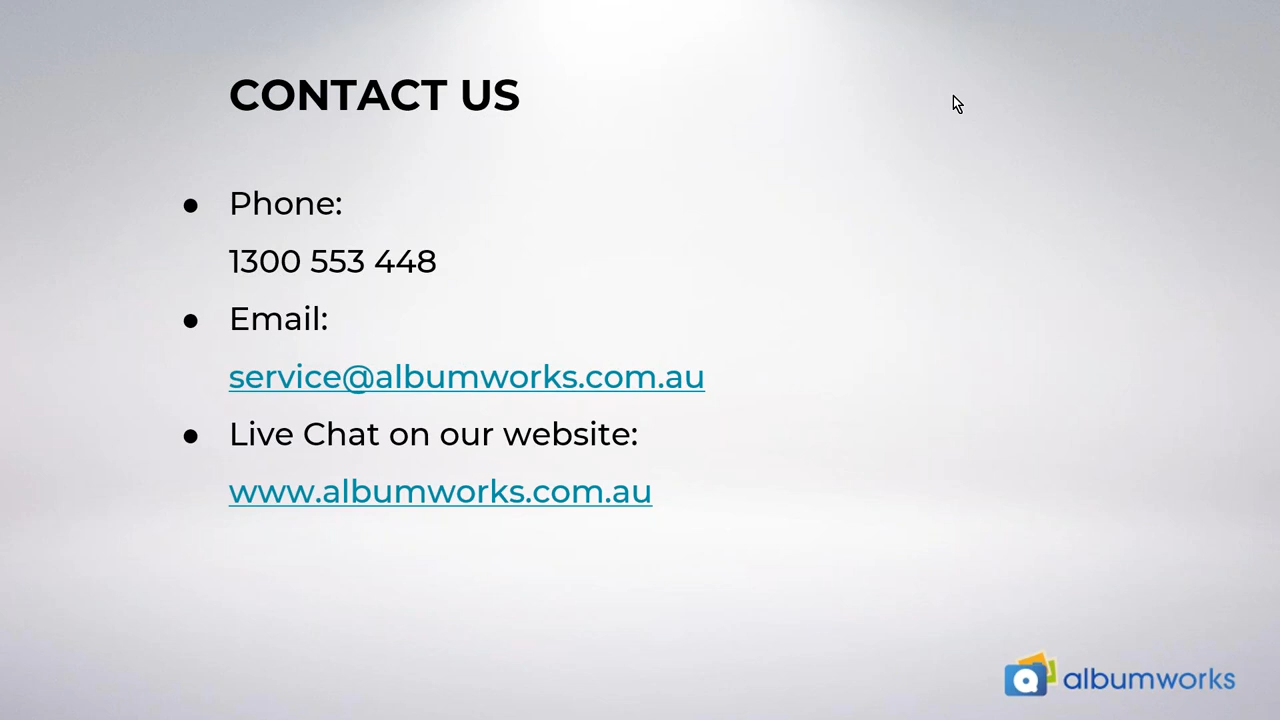 CONTACT US
● Phone:
1300 553 448
● Email:
service@albumworks.com.au
● Live Chat on our website:
www.albumworks.com.au
albumworks